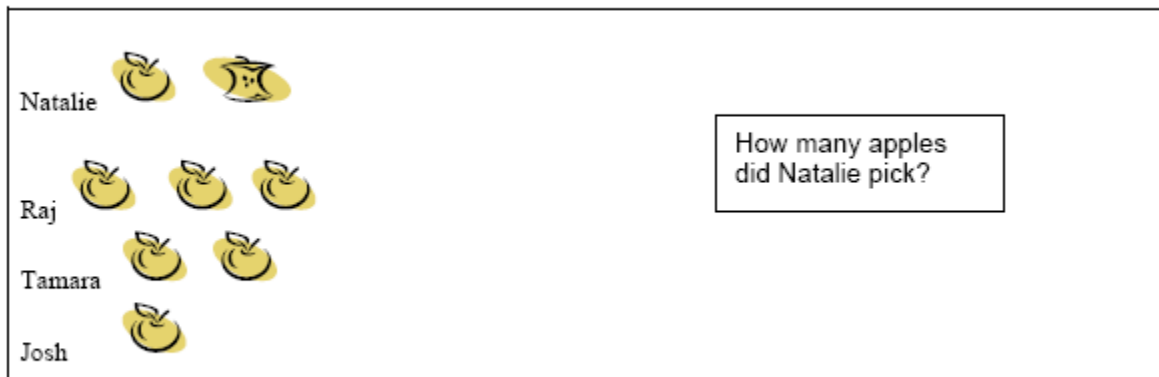 Natalie
How many apples
did Natalie pick?
Raj
Tamara
Josh